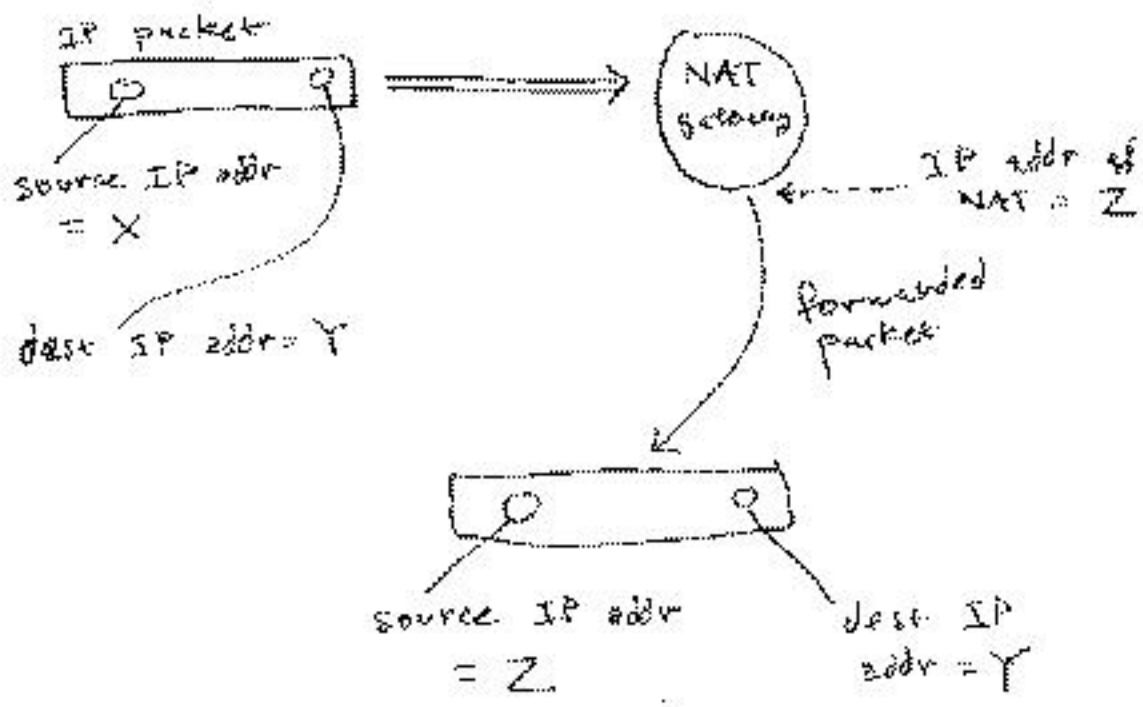 IP packet
source IP addr
= X
dest IP addr = Y
NAT
gateway
IP addr of
NAT = Z
forwarded
packet
source IP addr
= Z
dest IP
addr = Y